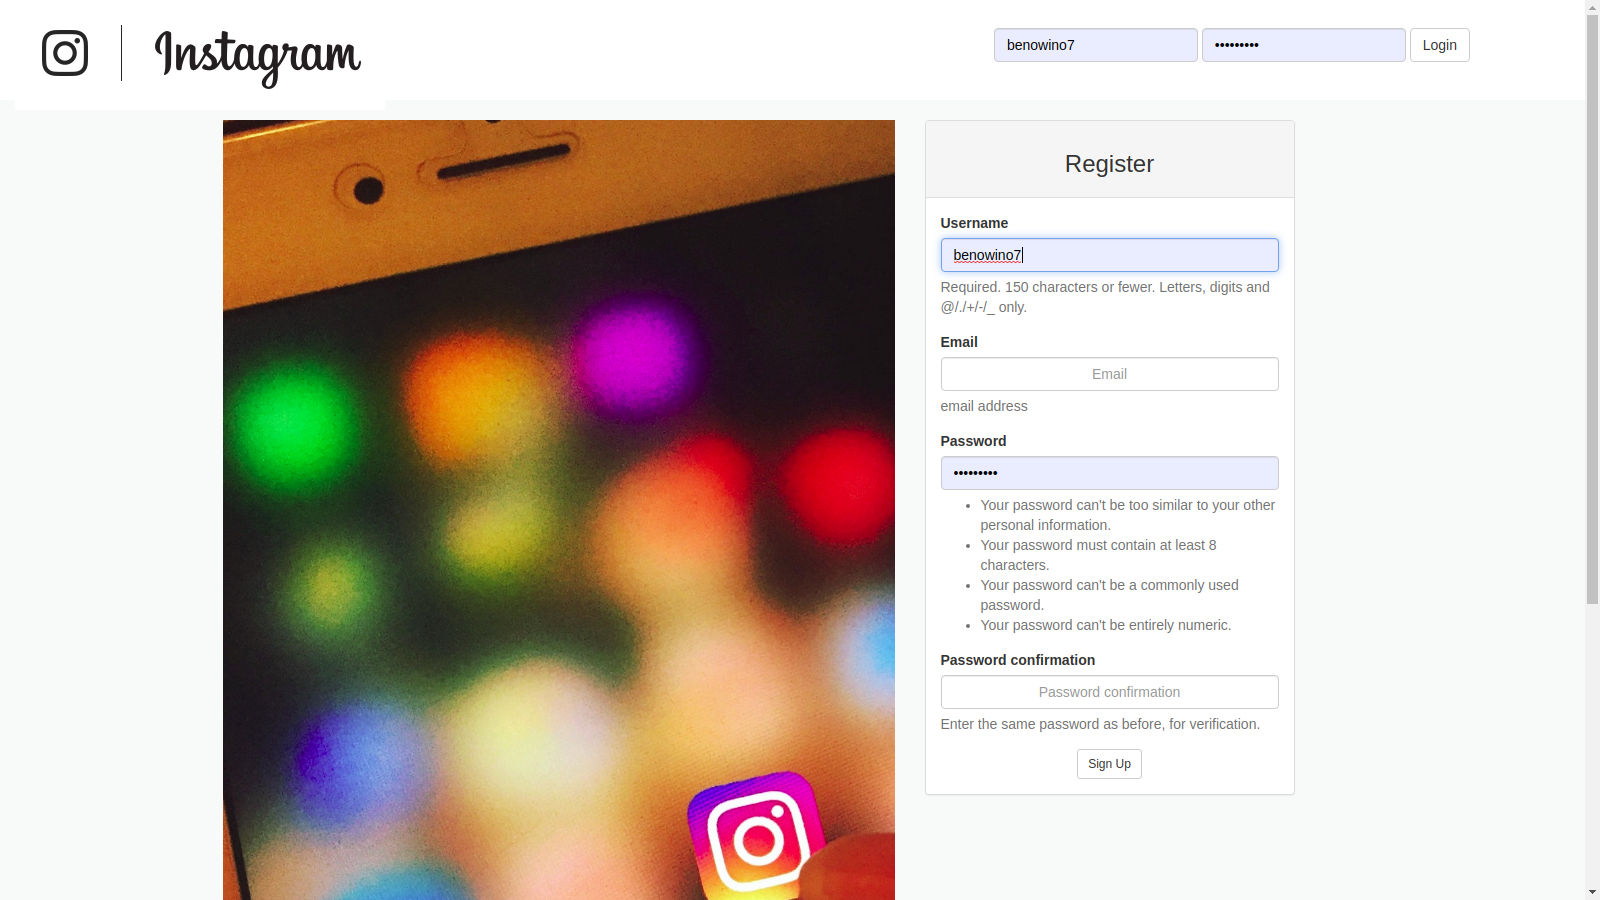 Instagram
benowino7
•••••••••
Login
Register
Username
benowino7
Required. 150 characters or fewer. Letters, digits and
@/./+/-/_ only.
Email
Email
email address
Password
•••••••••
• Your password can't be too similar to your other
personal information.
• Your password must contain at least 8
characters.
• Your password can't be a commonly used
password.
• Your password can't be entirely numeric.
Password confirmation
Password confirmation
Enter the same password as before, for verification.
Sign Up